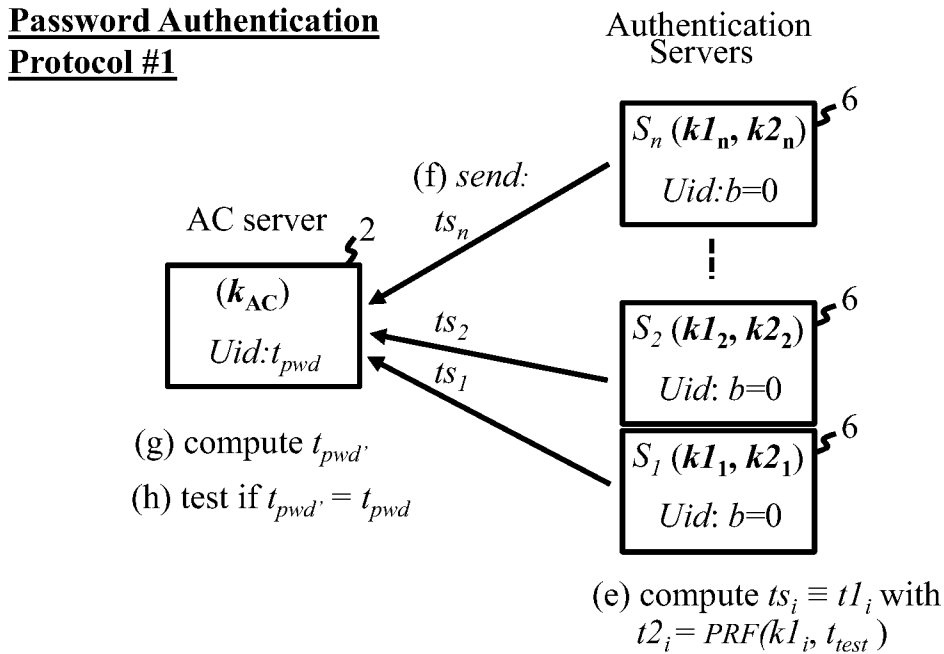 Password Authentication
Protocol #1
Authentication
Servers
6
Sn (k1n, k2n)
Uid:b=0
(f) send:
tsn
AC server
2
(kAC)
Uid:tpwd
6
S2 (k12, k22)
Uid: b=0
ts2
ts1
6
S1 (k11, k21)
Uid: b=0
(g) compute tpwd'
(h) test if tpwd' = tpwd
(e) compute tsi ≡ t1i with
t2i = PRF(k1i, ttest )